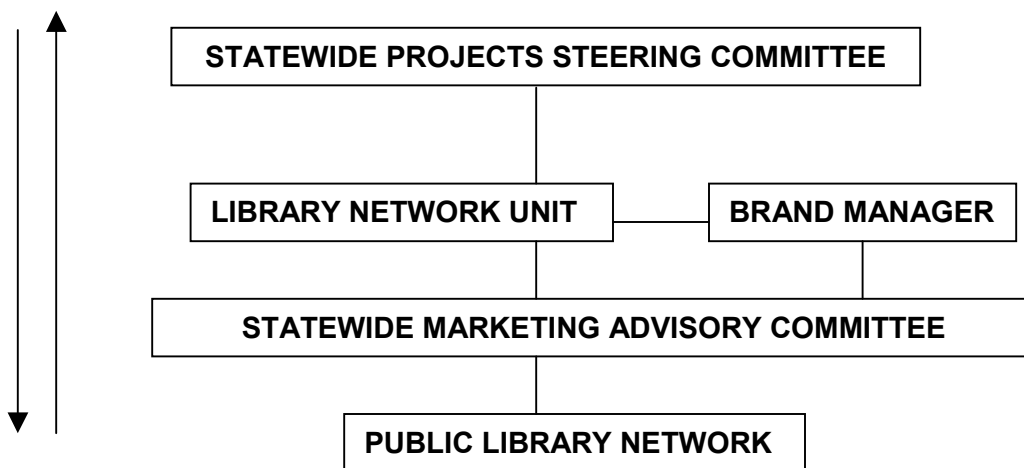 STATEWIDE PROJECTS STEERING COMMITTEE
LIBRARY NETWORK UNIT
BRAND MANAGER
STATEWIDE MARKETING ADVISORY COMMITTEE
PUBLIC LIBRARY NETWORK